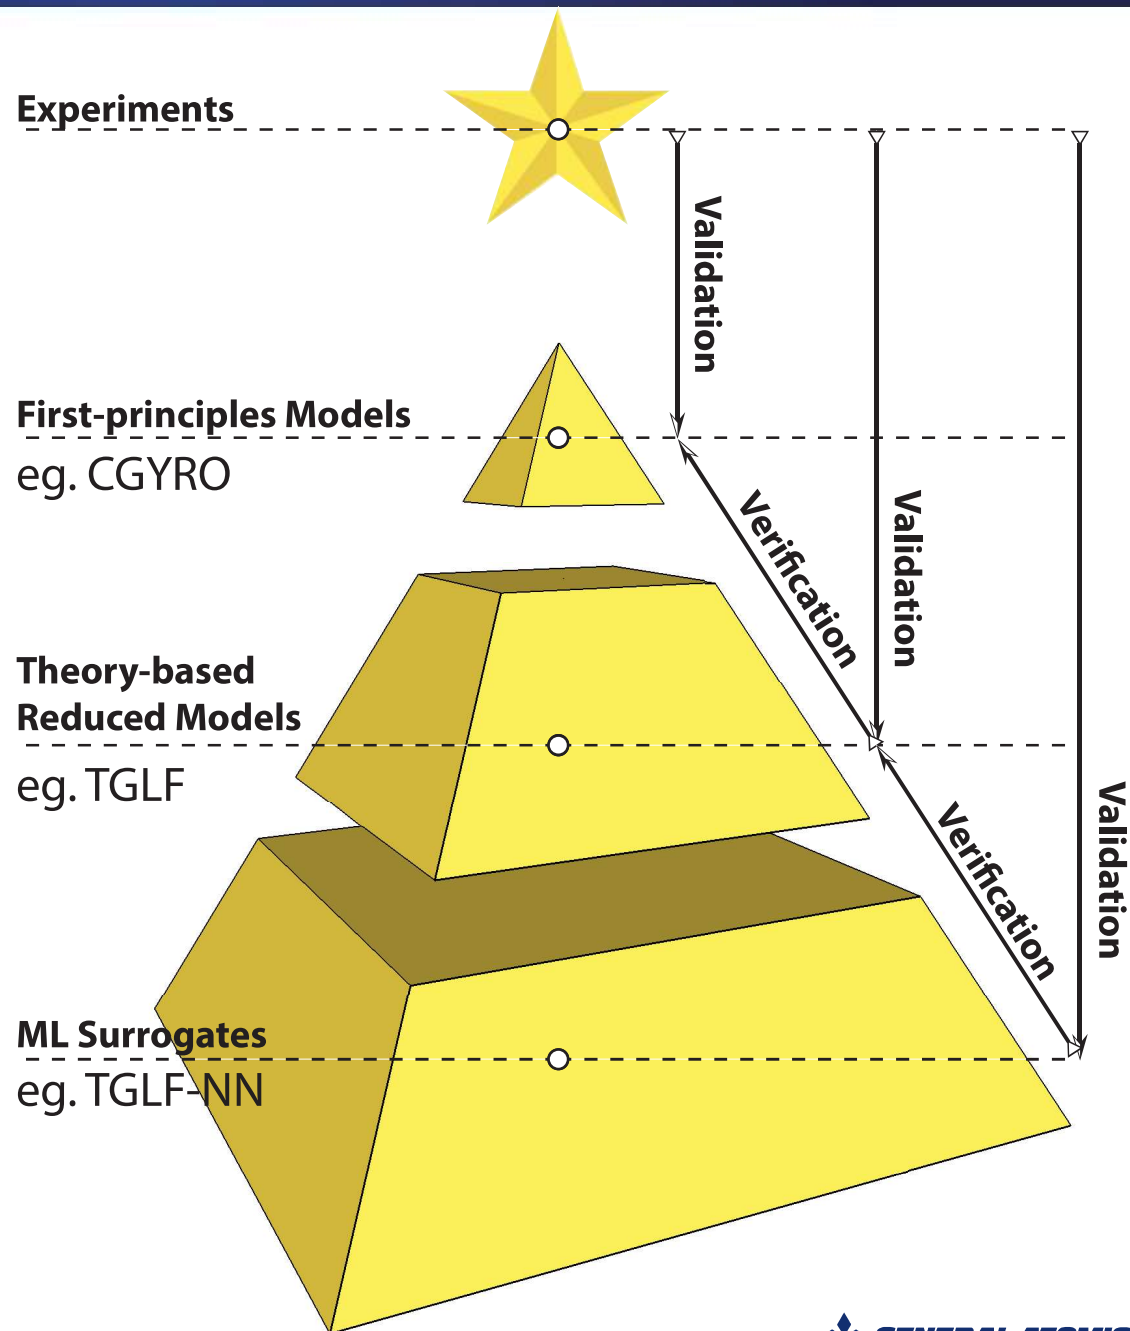 Experiments
Validation
First-principles Models
eg. CGYRO
Verification
Validation
Theory-based
Reduced Models
eg. TGLF
Verification
Validation
ML Surrogates
eg. TGLF-NN